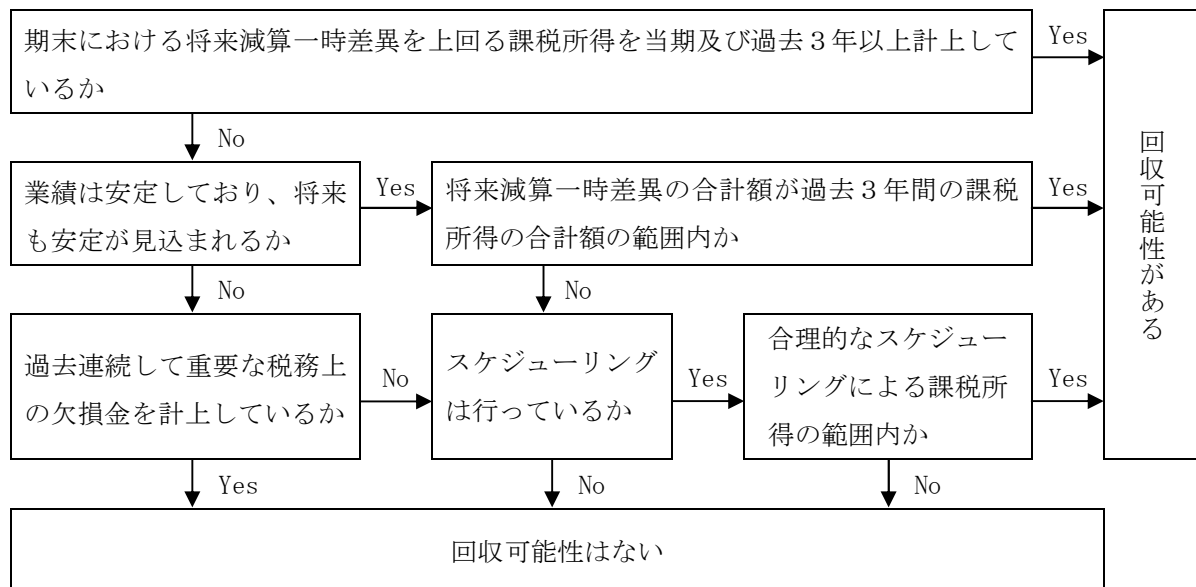 期末における将来減算一時差異を上回る課税所得を当期及び過去３年以上計上して
いるか
Yes
No
業績は安定しており、将来
も安定が見込まれるか
Yes
将来減算一時差異の合計額が過去３年間の課税
所得の合計額の範囲内か
Yes
回収可能性がある
No
No
過去連続して重要な税務上
の欠損金を計上しているか
No
スケジューリング
は行っているか
Yes
合理的なスケジュー
リングによる課税所
得の範囲内か
Yes
Yes
No
No
回収可能性はない